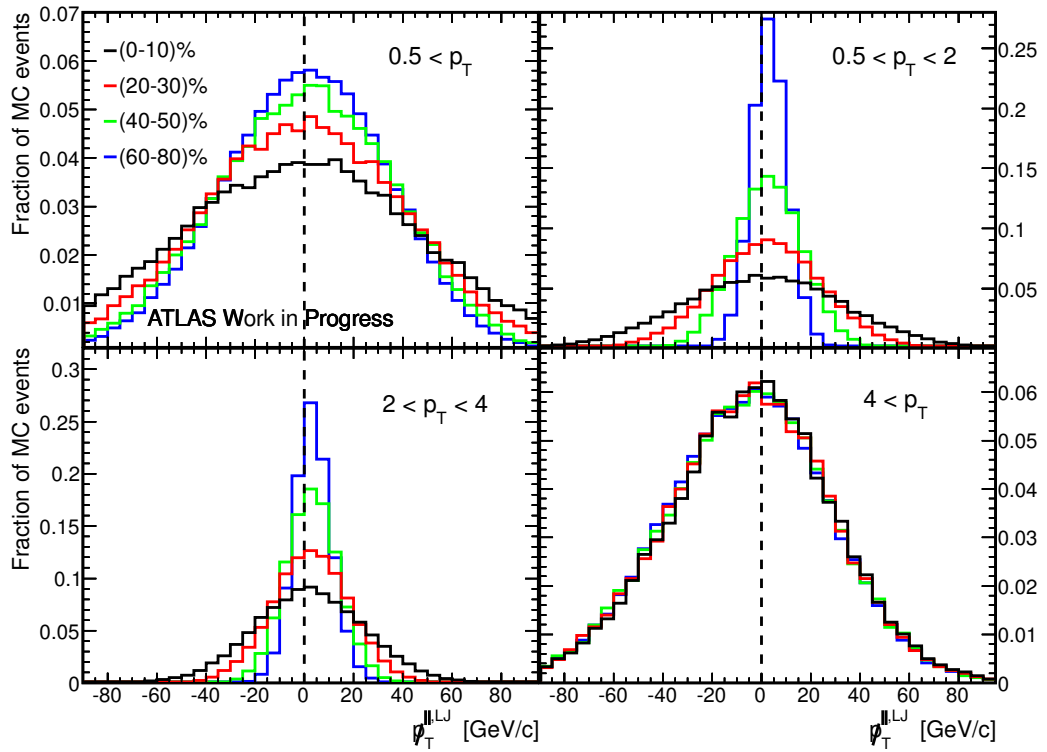 (0-10)%
(20-30)%
(40-50)%
(60-80)%
0.5 < p_T
ATLAS Work in Progress
Fraction of MC events
0.07
0.06
0.05
0.04
0.03
0.02
0.01
0.5 < p_T < 2
0.25
0.2
0.15
0.1
0.05
2 < p_T < 4
Fraction of MC events
0.3
0.25
0.2
0.15
0.1
0.05
0
-80 -60 -40 -20 0 20 40 60 80
p̸_T^{||,LJ} [GeV/c]
4 < p_T
0.06
0.05
0.04
0.03
0.02
0.01
0
-80 -60 -40 -20 0 20 40 60 80
p̸_T^{||,LJ} [GeV/c]